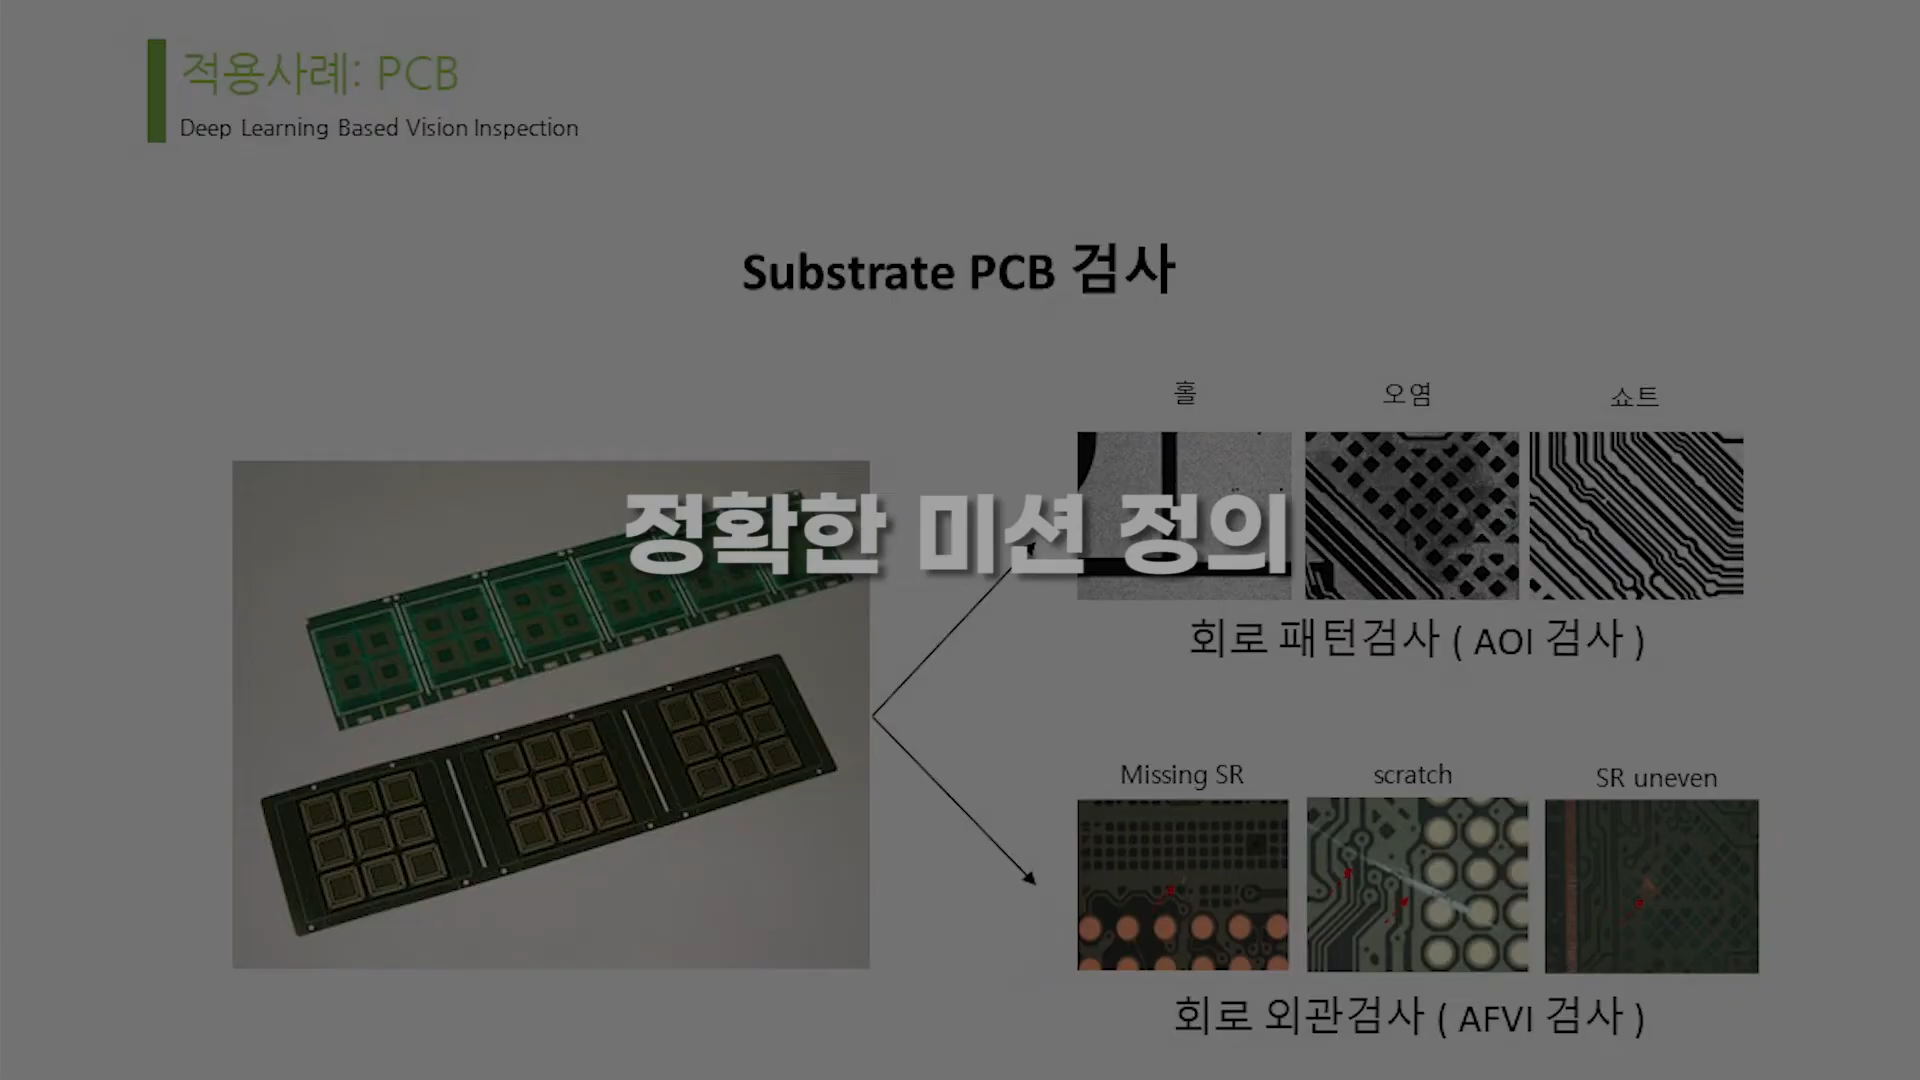 적용사례: PCB
Deep Learning Based Vision Inspection
Substrate PCB 검사
정확한 미션 정의
홀 오염 쇼트
회로 패턴검사 ( AOI 검사 )
Missing SR scratch SR uneven
회로 외관검사 ( AFVI 검사 )